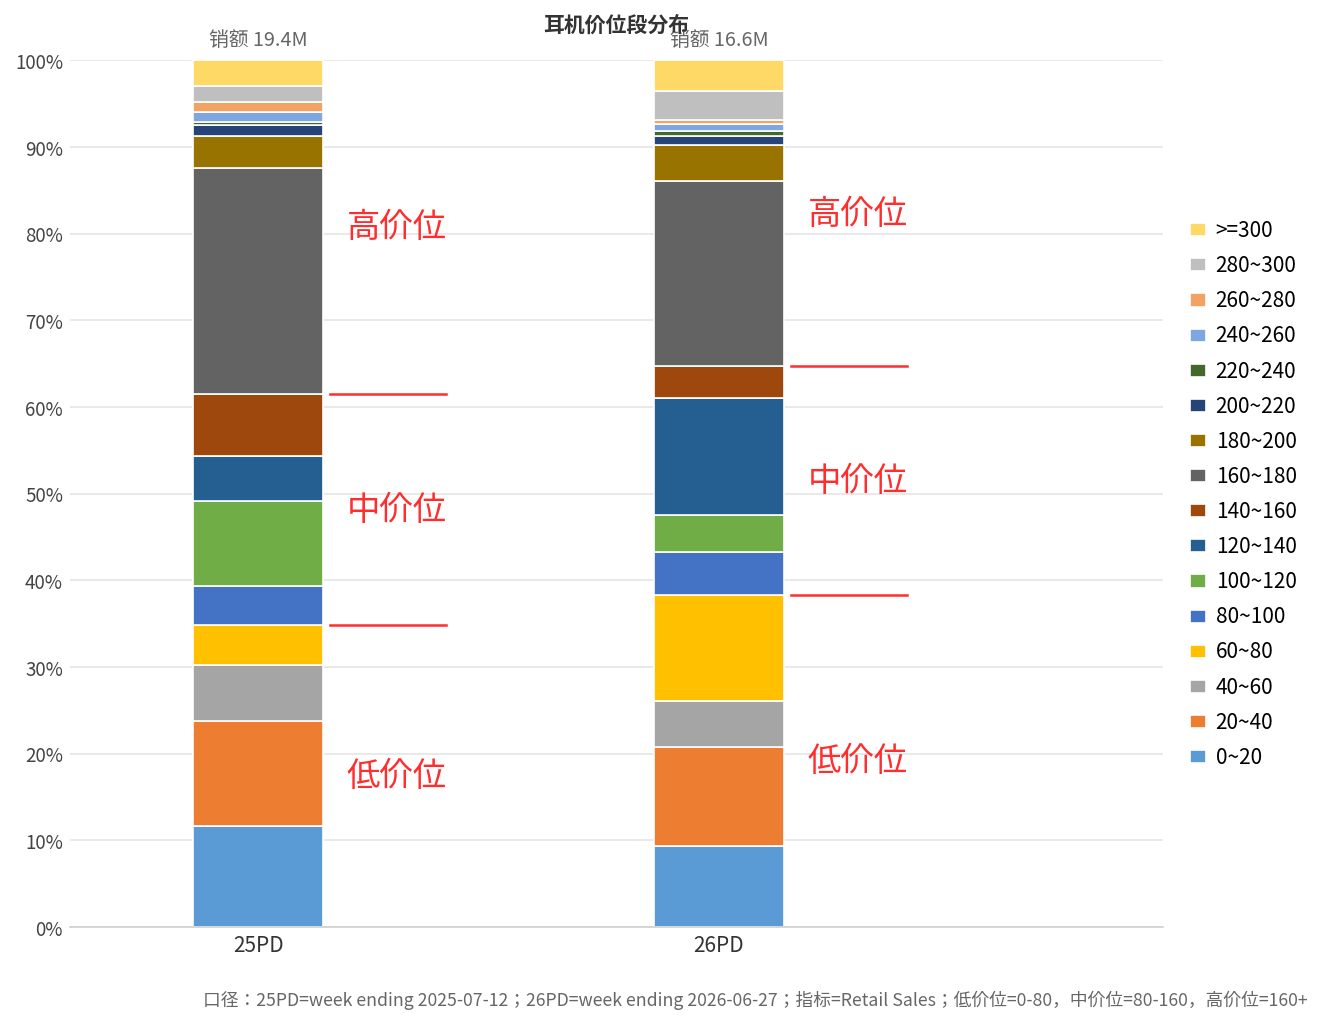 耳机价位段分布
销额 19.4M
销额 16.6M
100%
90%
80%
70%
60%
50%
40%
30%
20%
10%
0%
高价位
中价位
低价位
高价位
中价位
低价位
25PD
26PD
>=300
280~300
260~280
240~260
220~240
200~220
180~200
160~180
140~160
120~140
100~120
80~100
60~80
40~60
20~40
0~20
口径：25PD=week ending 2025-07-12；26PD=week ending 2026-06-27；指标=Retail Sales；低价位=0-80，中价位=80-160，高价位=160+